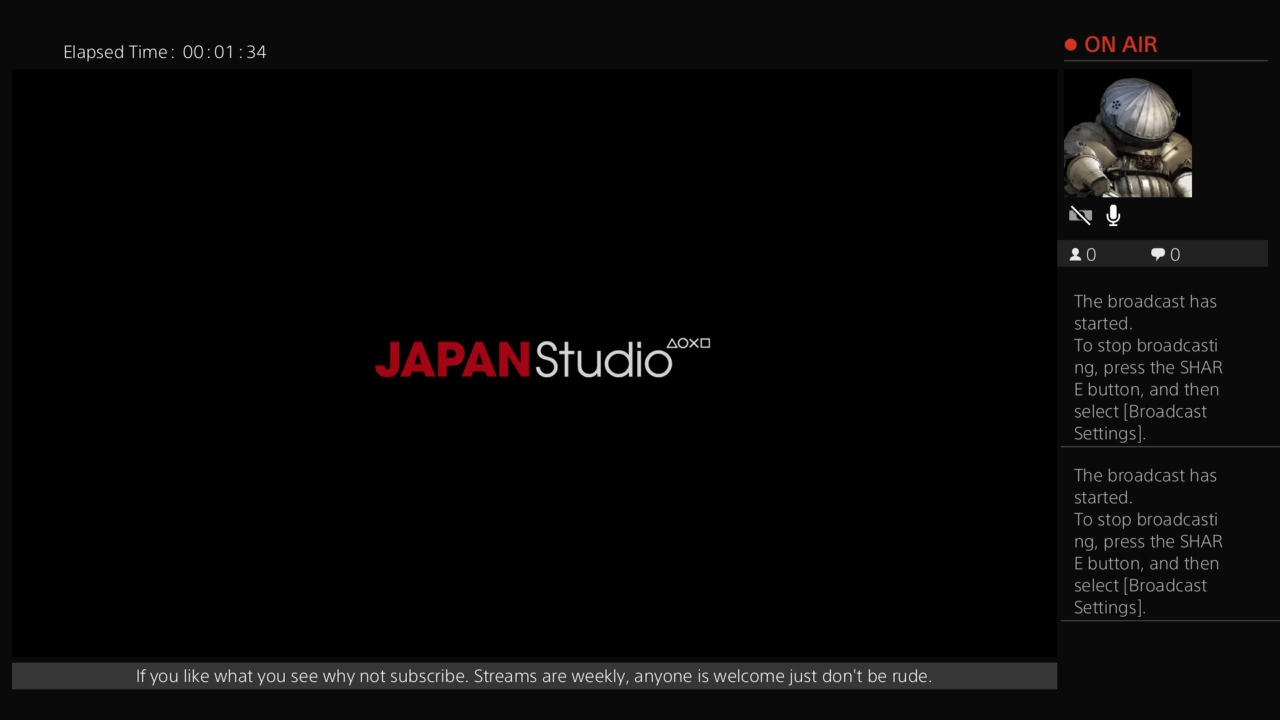 Elapsed Time: 00:01:34
ON AIR
JAPAN Studio △○×□
0 0
The broadcast has
started.
To stop broadcasti
ng, press the SHAR
E button, and then
select [Broadcast
Settings].
The broadcast has
started.
To stop broadcasti
ng, press the SHAR
E button, and then
select [Broadcast
Settings].
If you like what you see why not subscribe. Streams are weekly, anyone is welcome just don't be rude.